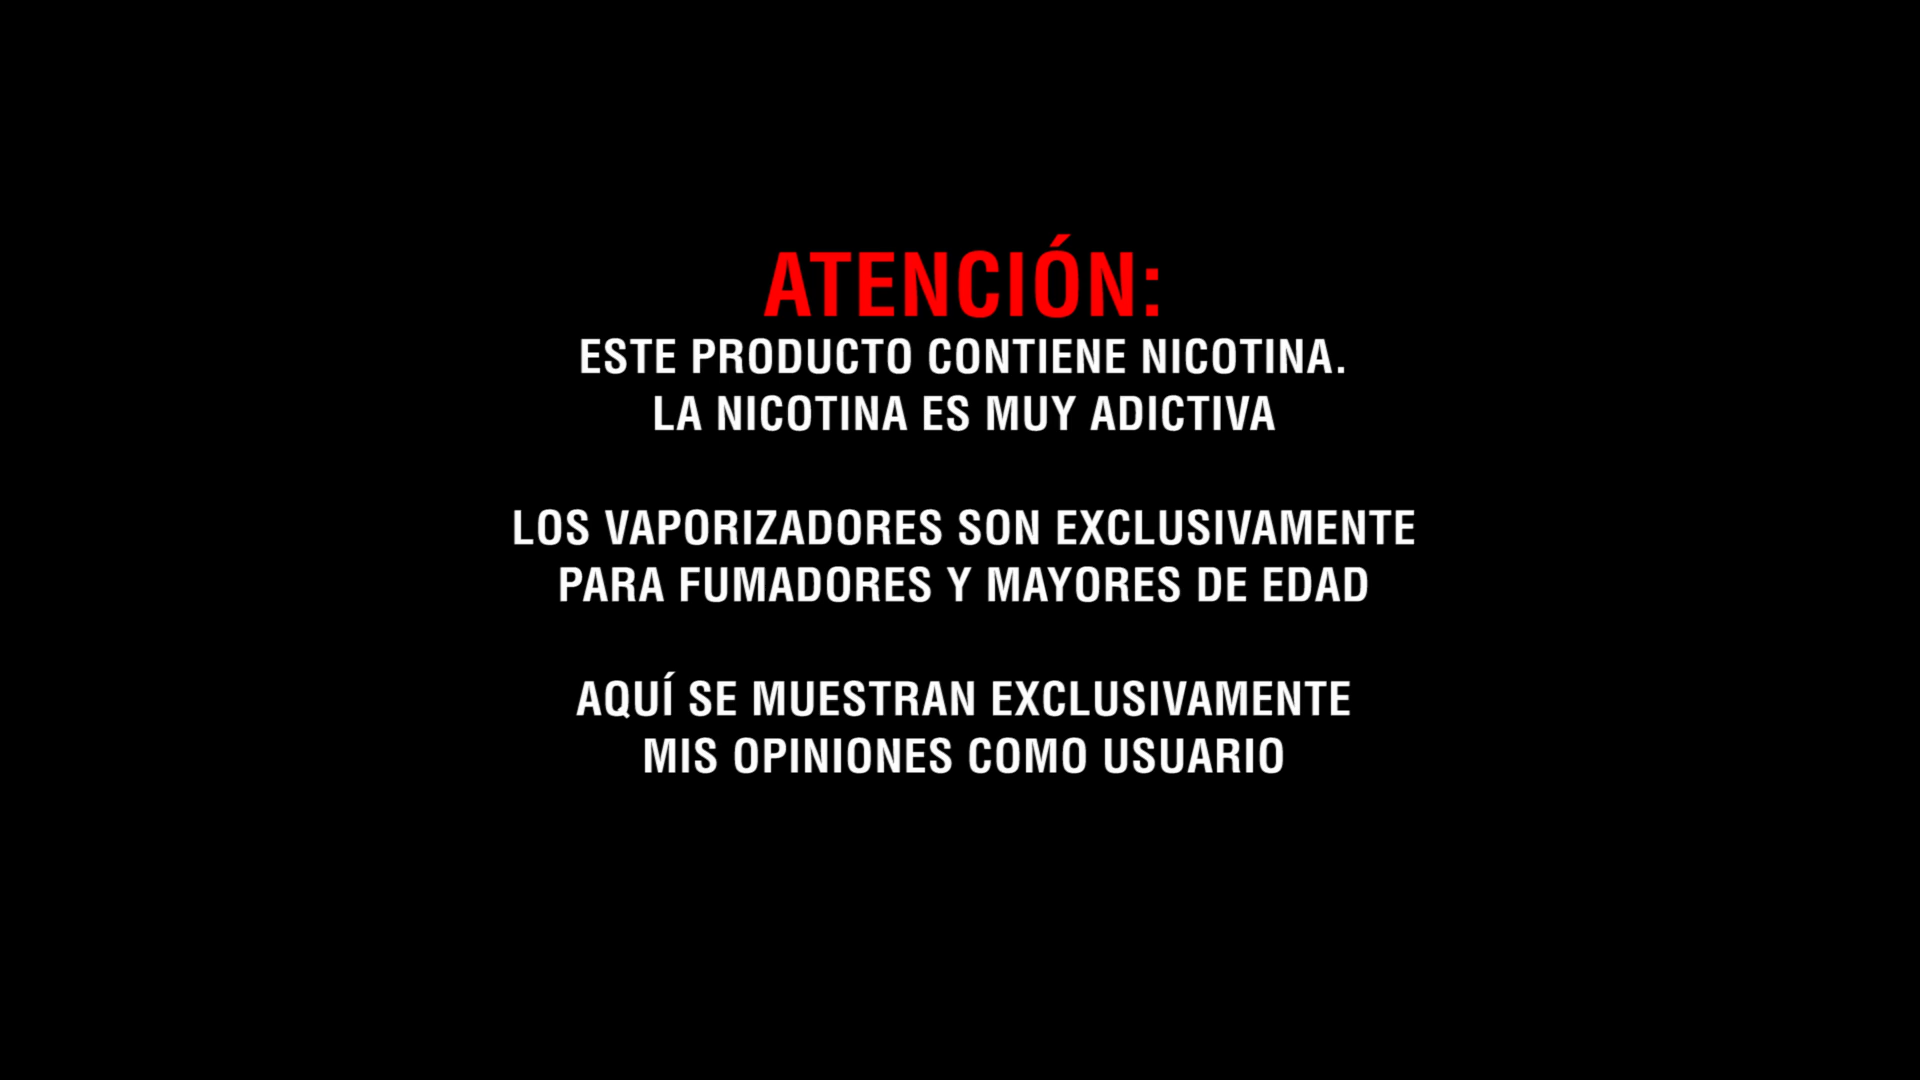 ATENCIÓN:
ESTE PRODUCTO CONTIENE NICOTINA.
LA NICOTINA ES MUY ADICTIVA
LOS VAPORIZADORES SON EXCLUSIVAMENTE
PARA FUMADORES Y MAYORES DE EDAD
AQUÍ SE MUESTRAN EXCLUSIVAMENTE
MIS OPINIONES COMO USUARIO